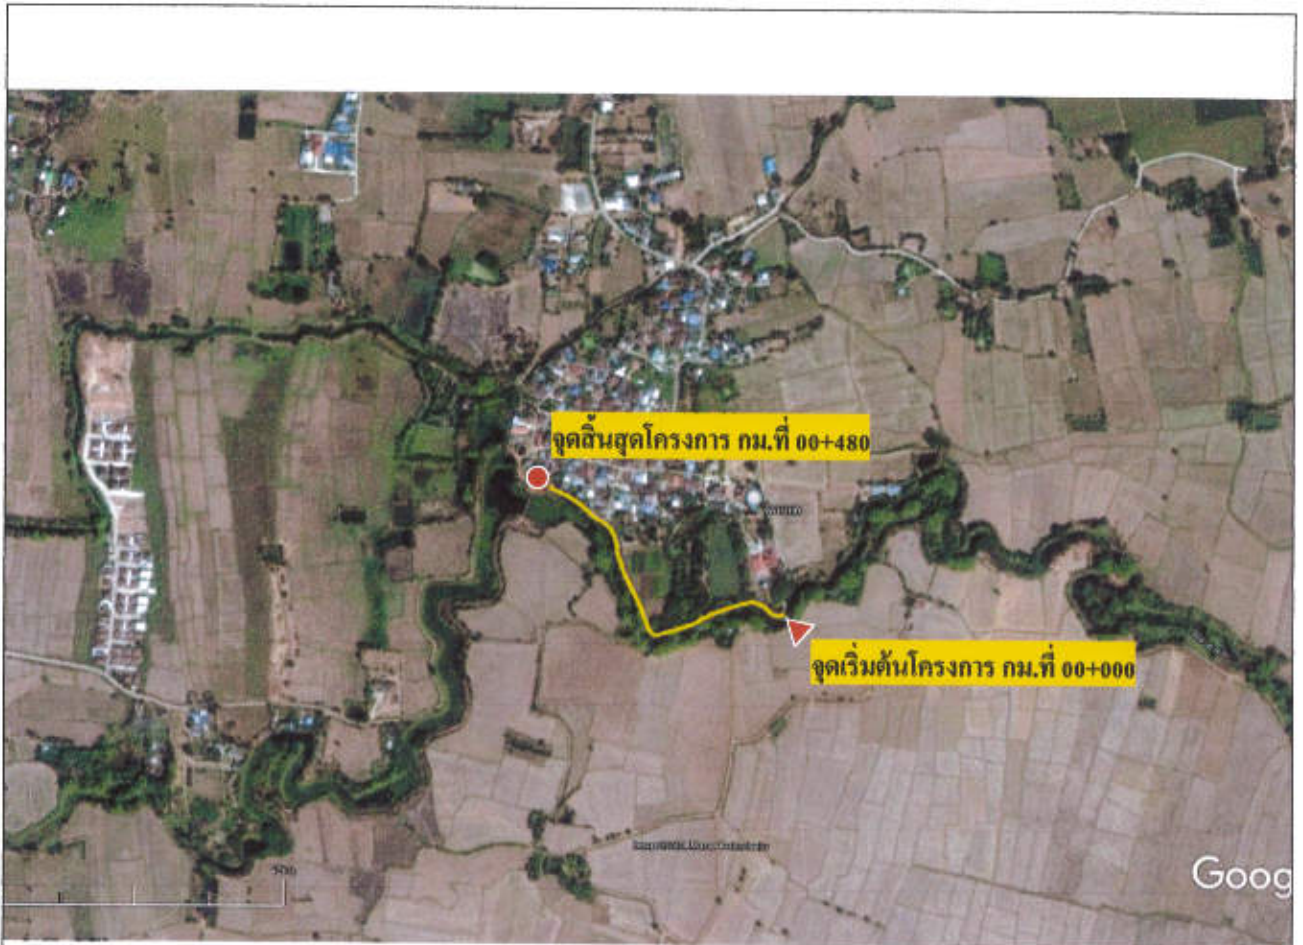 จุดสิ้นสุดโครงการ กม.ที่ 00+480
จุดเริ่มต้นโครงการ กม.ที่ 00+000
Goog